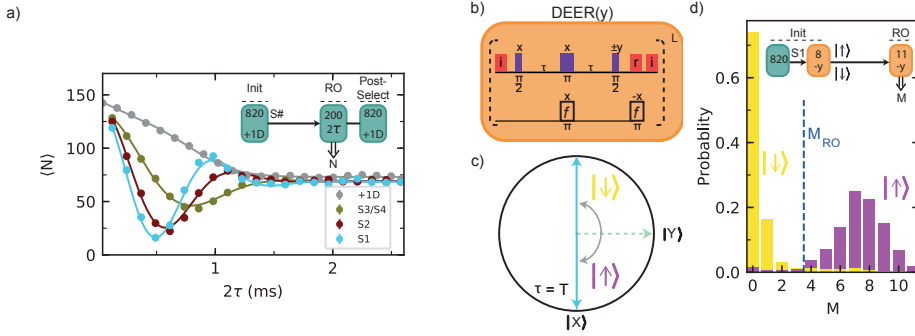 a)
⟨N⟩
150
100
50
0
1
2
2τ (ms)
Init
820
+1D
S#
RO
200
2τ
N
Post-
Select
820
+1D
+1D
S3/S4
S2
S1
b)
DEER(y)
L
x
x
±y
i
τ
τ
r
i
π
2
π
π
2
x
-x
f
f
π
π
c)
|↓⟩
|Y⟩
|↑⟩
τ = T
|X⟩
d)
Probablity
0.6
0.4
0.2
0.0
0
2
4
6
8
10
M
Init
820
S1
8
-y
|↑⟩
|↓⟩
RO
11
-y
M
M_RO
|↓⟩
|↑⟩